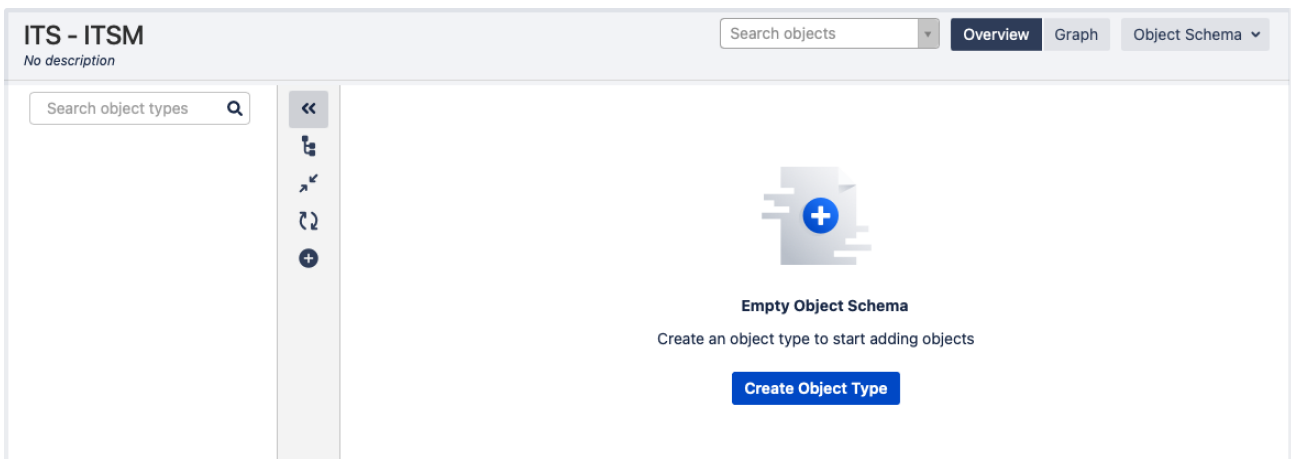 ITS - ITSM
No description
Search objects
Overview
Graph
Object Schema
Search object types
Empty Object Schema
Create an object type to start adding objects
Create Object Type